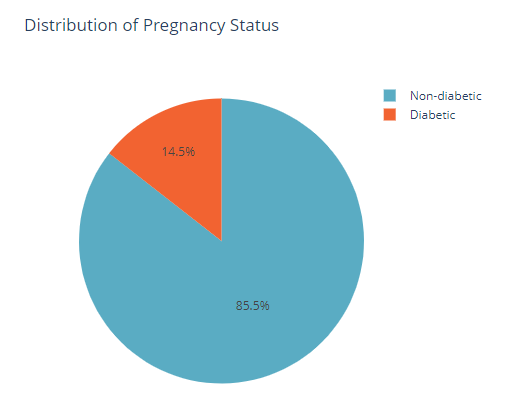 Distribution of Pregnancy Status
Non-diabetic
Diabetic
14.5%
85.5%